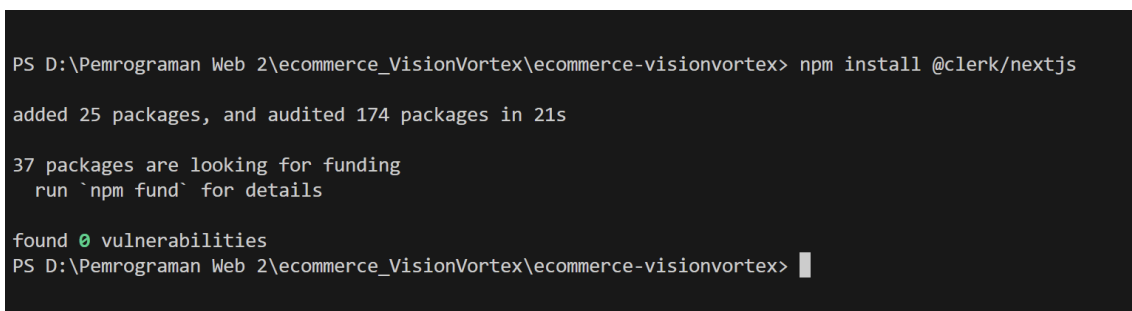 PS D:\Pemrograman Web 2\ecommerce_VisionVortex\ecommerce-visionvortex> npm install @clerk/nextjs
added 25 packages, and audited 174 packages in 21s
37 packages are looking for funding
  run `npm fund` for details
found 0 vulnerabilities
PS D:\Pemrograman Web 2\ecommerce_VisionVortex\ecommerce-visionvortex>